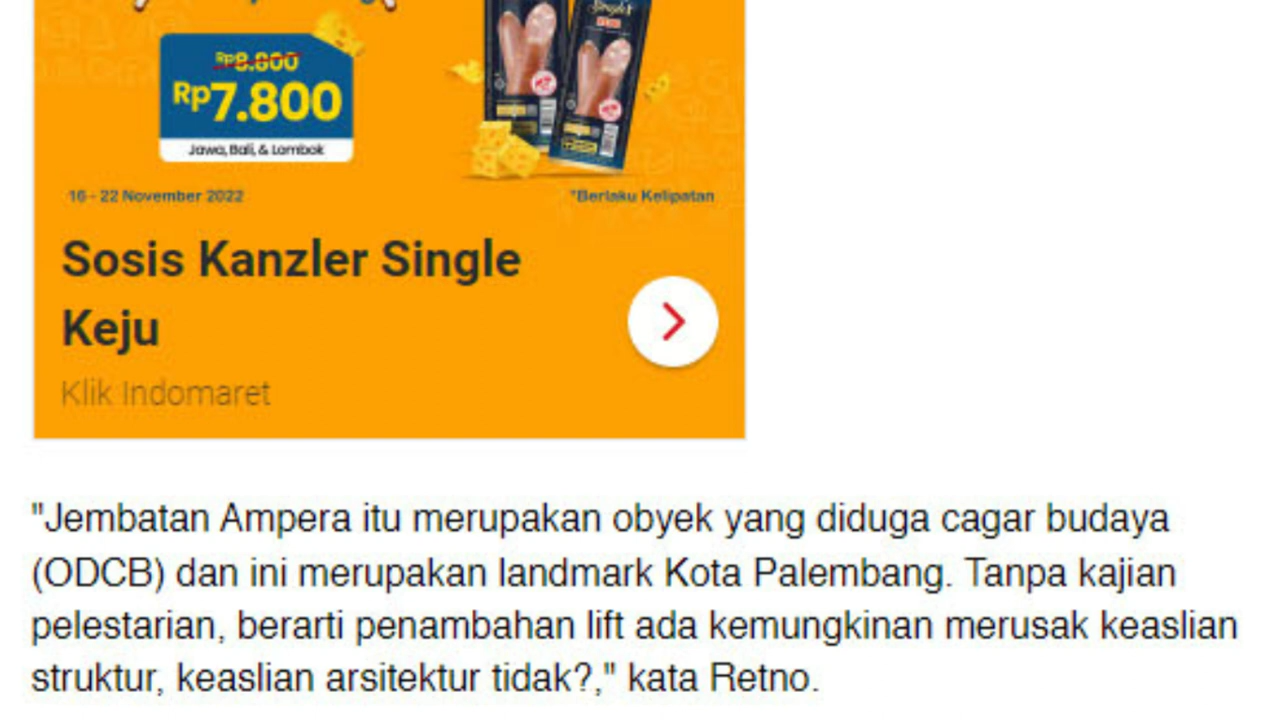 Rp8.800
Rp7.800
Jawa, Bali, & Lombok
16 - 22 November 2022
*Berlaku Kelipatan
Sosis Kanzler Single
Keju
Klik Indomaret
"Jembatan Ampera itu merupakan obyek yang diduga cagar budaya
(ODCB) dan ini merupakan landmark Kota Palembang. Tanpa kajian
pelestarian, berarti penambahan lift ada kemungkinan merusak keaslian
struktur, keaslian arsitektur tidak?," kata Retno.